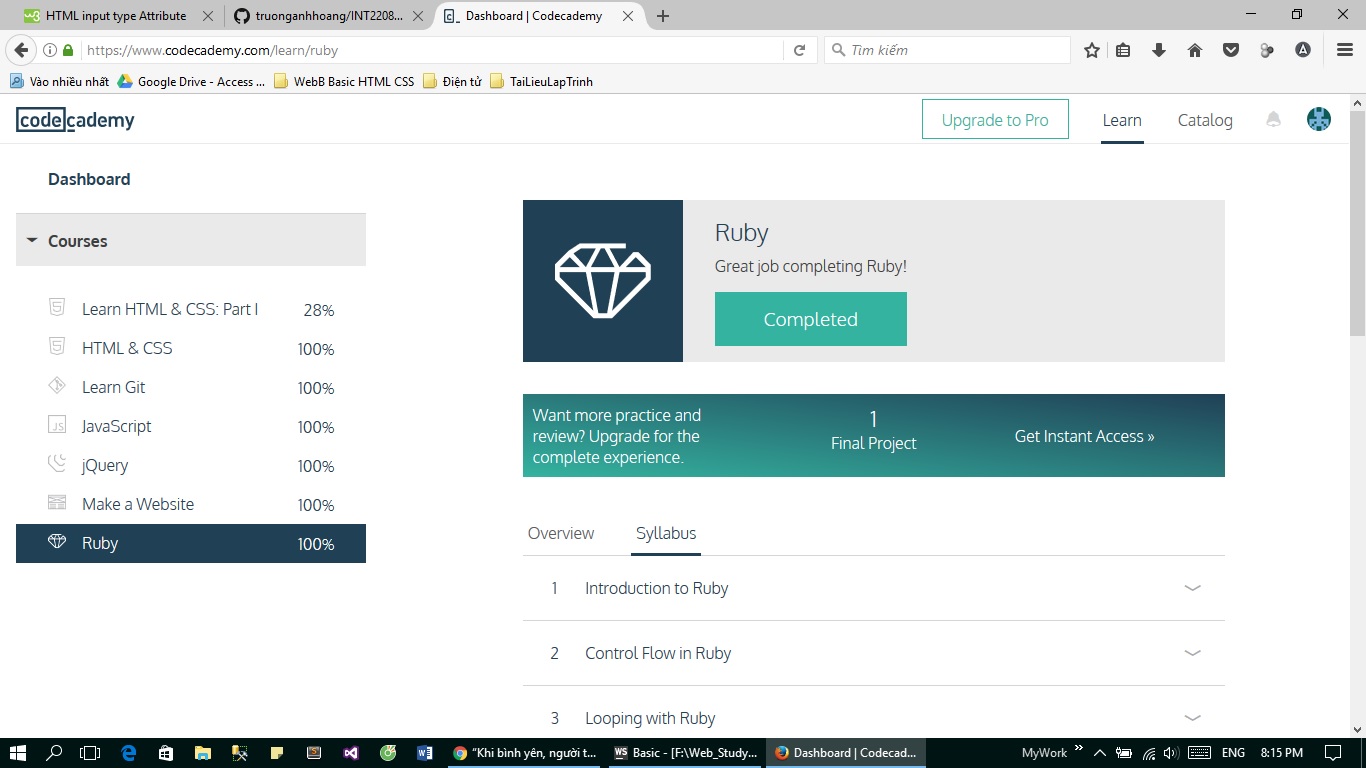 HTML input type Attribute
truonganhhoang/INT2208...
Dashboard | Codecademy
https://www.codecademy.com/learn/ruby
Tìm kiếm
Vào nhiều nhất
Google Drive - Access ...
WebB Basic HTML CSS
Điện tử
TaiLieuLapTrinh
codecademy
Upgrade to Pro
Learn
Catalog
Dashboard
Courses
Learn HTML & CSS: Part I 28%
HTML & CSS 100%
Learn Git 100%
JavaScript 100%
jQuery 100%
Make a Website 100%
Ruby 100%
Ruby
Great job completing Ruby!
Completed
Want more practice and
review? Upgrade for the
complete experience.
1
Final Project
Get Instant Access »
Overview
Syllabus
1 Introduction to Ruby
2 Control Flow in Ruby
3 Looping with Ruby
"Khi bình yên, người t...
Basic - [F:\Web_Study...
Dashboard | Codecad...
MyWork
ENG
8:15 PM